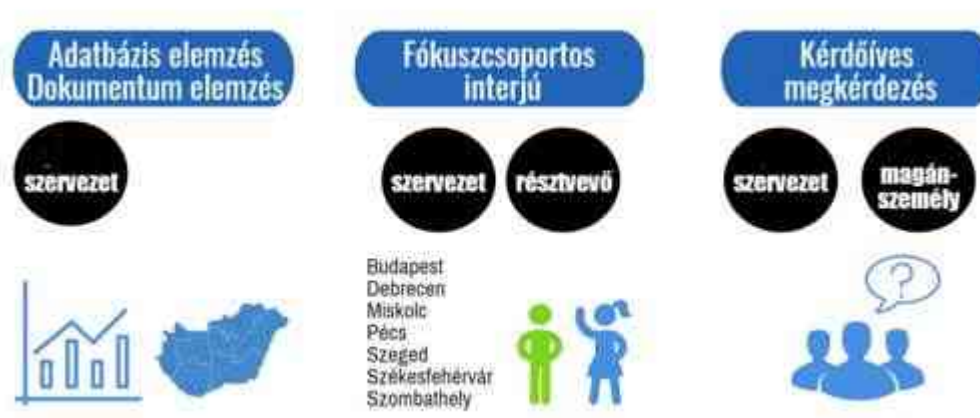 Adatbázis elemzés
Dokumentum elemzés
szervezet
Fókuszcsoportos
interjú
szervezet
résztvevő
Budapest
Debrecen
Miskolc
Pécs
Szeged
Székesfehérvár
Szombathely
Kérdőíves
megkérdezés
szervezet
magán-
személy
?